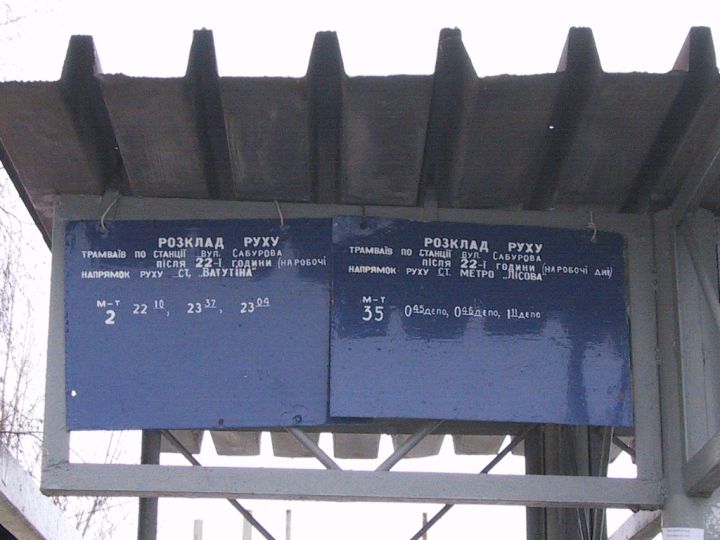 РОЗКЛАД РУХУ
ТРАМВАЇВ ПО СТАНЦІЇ ВУЛ. САБУРОВА
ПІСЛЯ 22-Ї ГОДИНИ (НА РОБОЧІ
НАПРЯМОК РУХУ СТ. ВАТУТІНА
М-Т
2 22 10, 23 37, 23 04
РОЗКЛАД РУХУ
ТРАМВАЇВ ПО СТАНЦІЇ ВУЛ. САБУРОВА
ПІСЛЯ 22-Ї ГОДИНИ (НА РОБОЧІ ДНІ)
НАПРЯМОК РУХУ СТ. МЕТРО ЛІСОВА
М-Т
35 0 45 ДЕПО, 0 46 ДЕПО, 1 11 ДЕПО